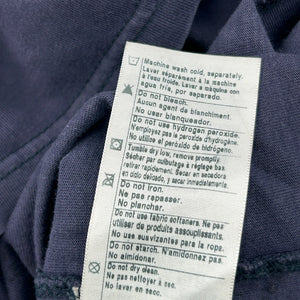 Machine wash cold, separately.
Laver séparément à la machine
à l'eau froide. Lavar a máquina con
agua fría, por separado.
Do not bleach.
Aucun agent de blanchiment.
No usar blanqueador.
Do not use hydrogen peroxide.
N'employez pas le peroxyde d'hydrogène.
No utilice el peróxido de hidrógeno.
Tumble dry low, remove promptly.
Sécher par culbutage à réglage bas,
retirer rapidement. Secar en secadora
en ciclo delicado, y sacar inmediatamente.
Do not iron.
Ne pas repasser.
No planchar.
Do not use fabric softeners. Ne pas
utiliser de produits assouplissants.
No use suavizantes para la ropa.
Do not starch. N'amidonnez pas.
No almidonar.
Do not dry clean.
Ne pas nettoyer à sec.
No lavar en seco.